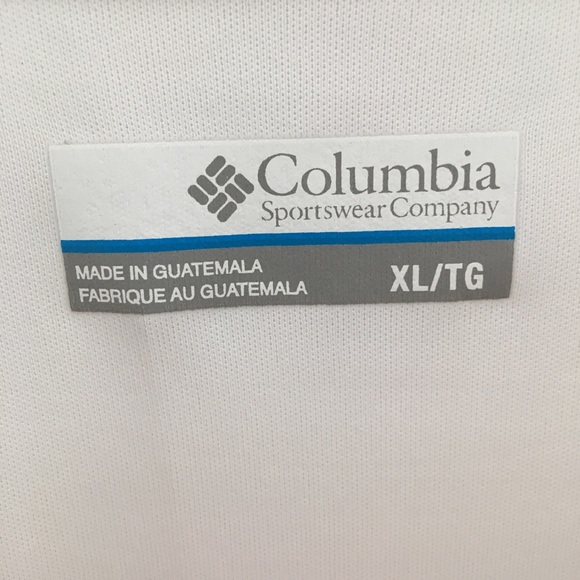 Columbia
Sportswear Company
MADE IN GUATEMALA
FABRIQUE AU GUATEMALA
XL/TG